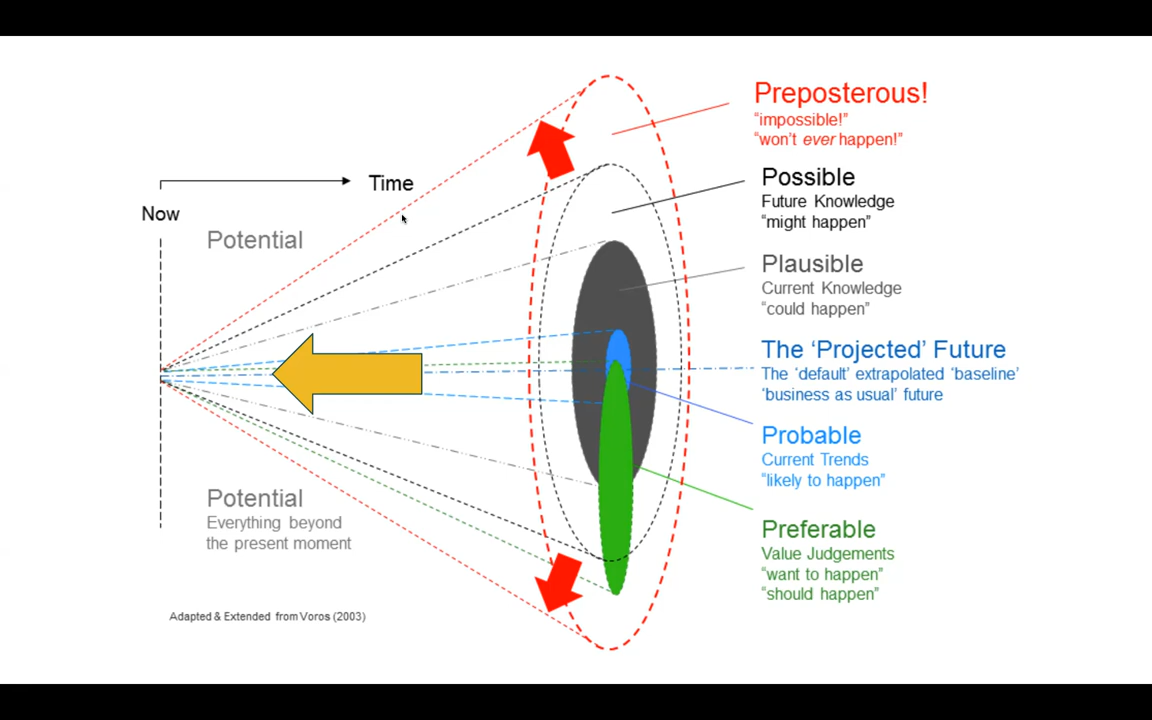 Preposterous!
“impossible!”
“won’t ever happen!”
Time
Now
Potential
Possible
Future Knowledge
“might happen”
Plausible
Current Knowledge
“could happen”
The ‘Projected’ Future
The ‘default’ extrapolated ‘baseline’
‘business as usual’ future
Probable
Current Trends
“likely to happen”
Potential
Everything beyond
the present moment
Preferable
Value Judgements
“want to happen”
“should happen”
Adapted & Extended from Voros (2003)